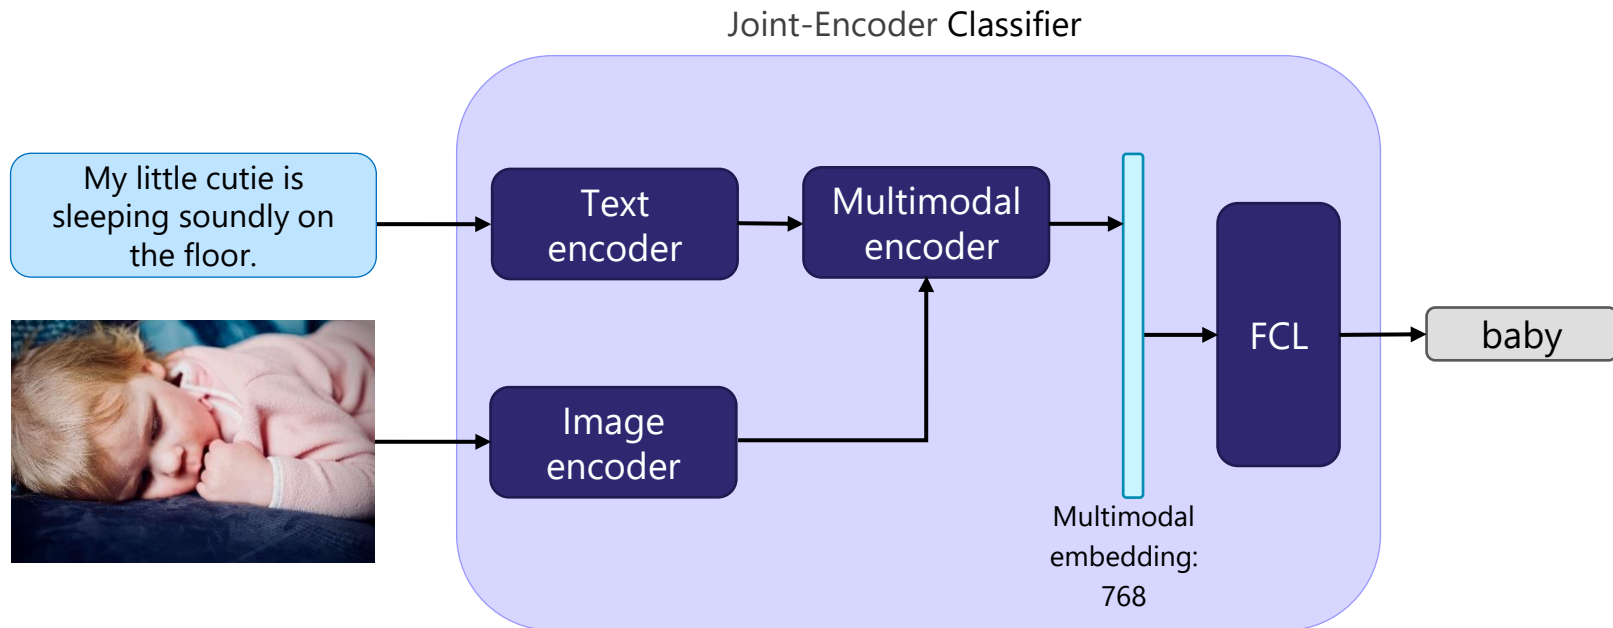 Joint-Encoder Classifier
My little cutie is
sleeping soundly on
the floor.
Text
encoder
Multimodal
encoder
Image
encoder
FCL
baby
Multimodal
embedding:
768